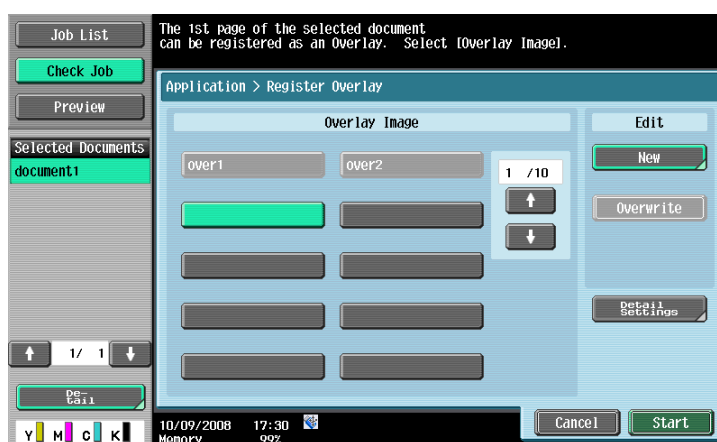 Job List
Check Job
Preview
Selected Documents
document1
1/ 1
De-
tail
Y M C K
The 1st page of the selected document
can be registered as an Overlay. Select [Overlay Image].
Application > Register Overlay
Overlay Image
over1 over2
1 /10
Edit
New
Overwrite
Detail
Settings
10/09/2008 17:30
Memory 99%
Cancel Start